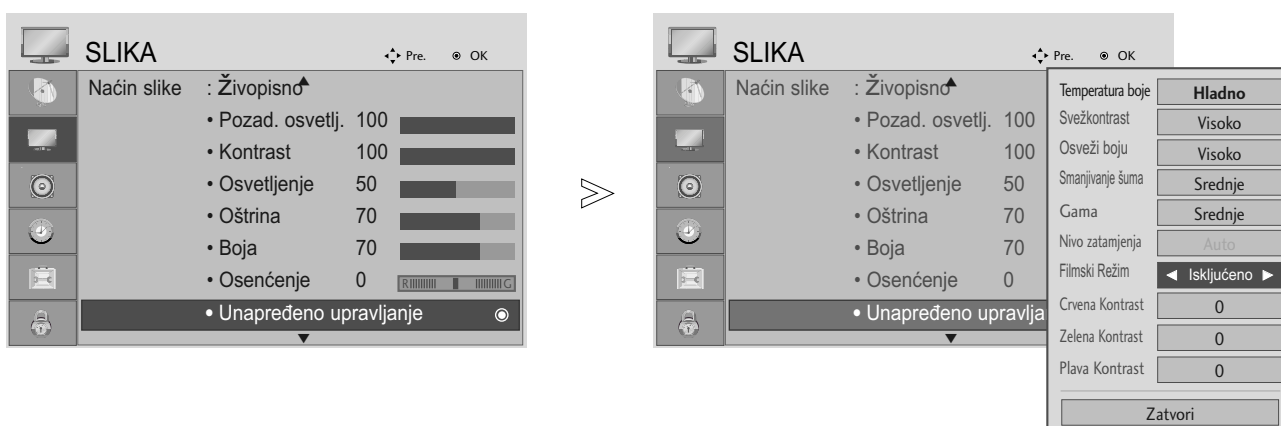 SLIKA
Pre. OK
Naćin slike : Živopisno
• Pozad. osvetlj. 100
• Kontrast 100
• Osvetljenje 50
• Oštrina 70
• Boja 70
• Osenćenje 0 R G
• Unapređeno upravljanje
SLIKA
Pre. OK
Naćin slike : Živopisno
• Pozad. osvetlj. 100
• Kontrast 100
• Osvetljenje 50
• Oštrina 70
• Boja 70
• Osenćenje 0
• Unapređeno upravlja
Temperatura boje Hladno
Svežkontrast Visoko
Osveži boju Visoko
Smanjivanje šuma Srednje
Gama Srednje
Nivo zatamjenja Auto
Filmski Režim ◄ Iskljućeno ►
Crvena Kontrast 0
Zelena Kontrast 0
Plava Kontrast 0
Zatvori